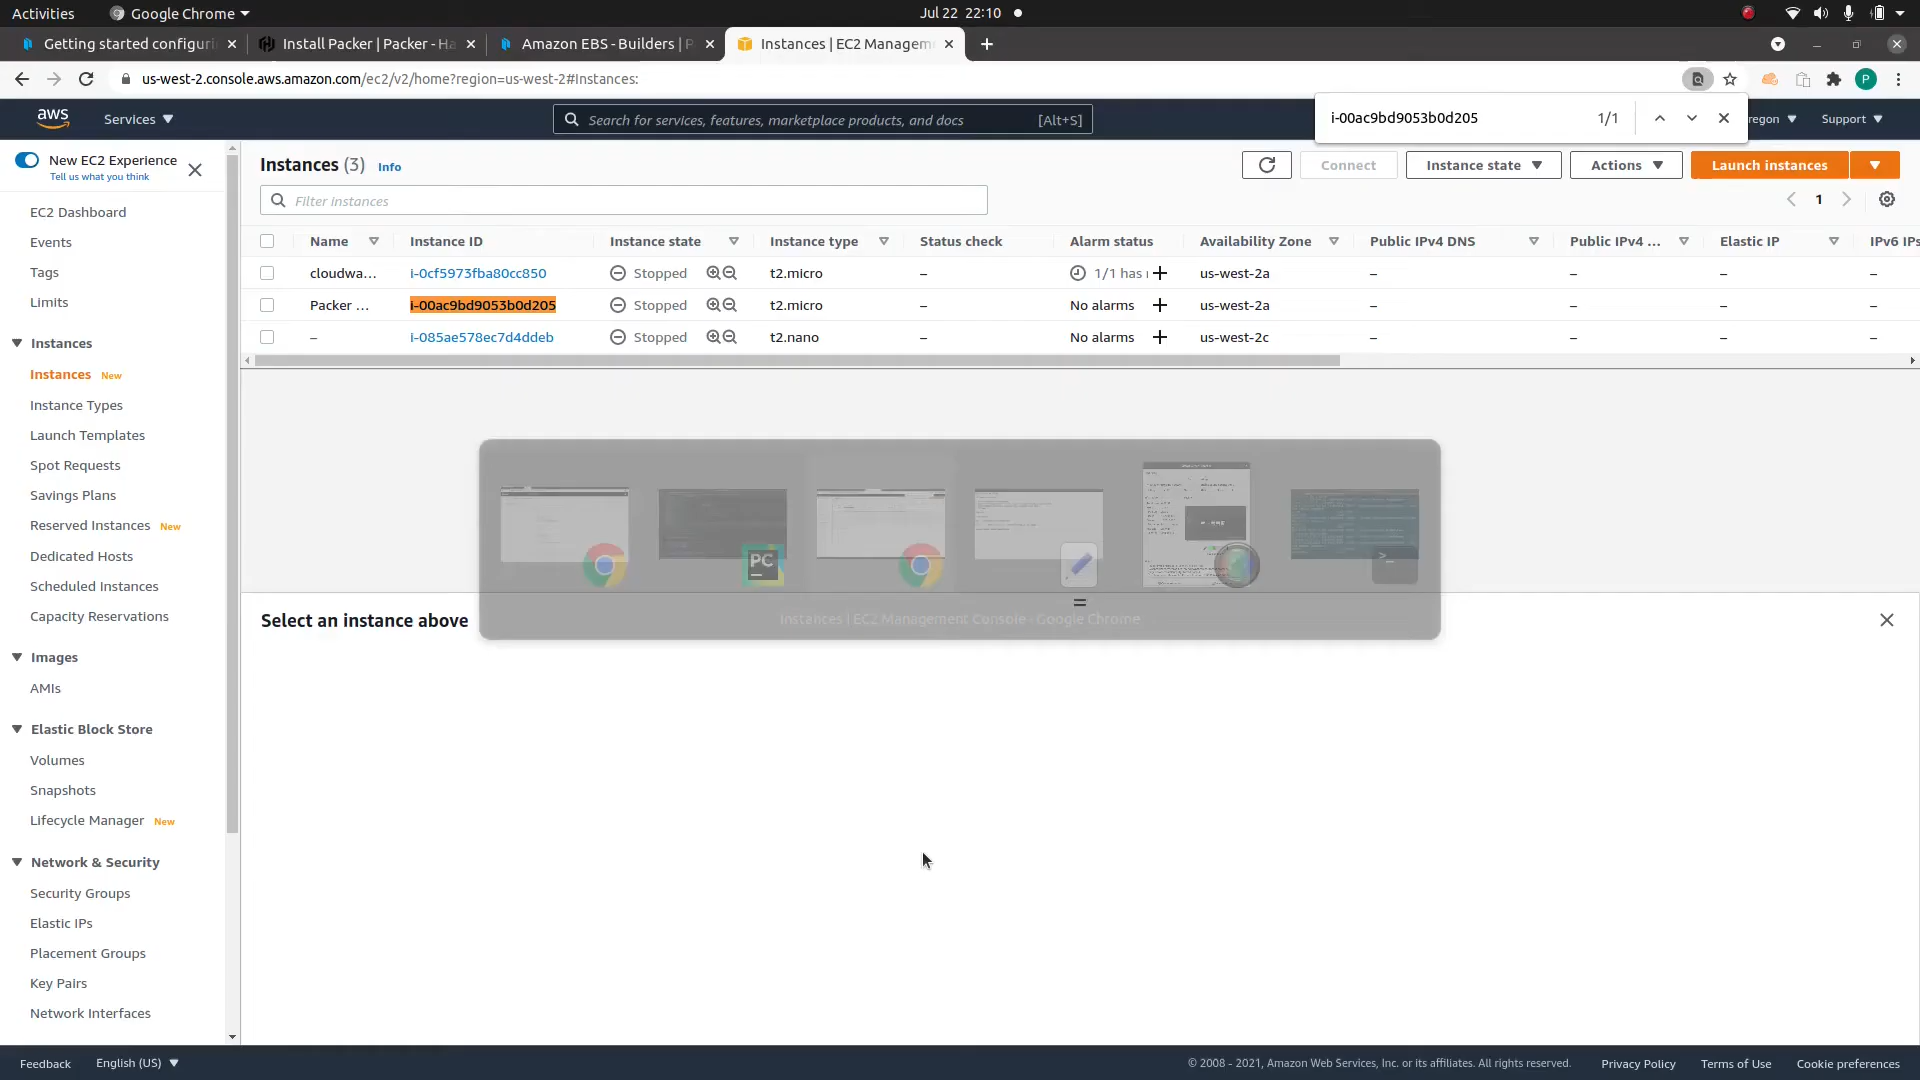 Activities
Google Chrome
Jul 22 22:10
Getting started configuri
Install Packer | Packer - Ha
Amazon EBS - Builders | P
Instances | EC2 Managem
us-west-2.console.aws.amazon.com/ec2/v2/home?region=us-west-2#Instances:
P
aws
Services
Search for services, features, marketplace products, and docs
[Alt+S]
i-00ac9bd9053b0d205
1/1
regon
Support
New EC2 Experience
Tell us what you think
EC2 Dashboard
Events
Tags
Limits
Instances
Instances New
Instance Types
Launch Templates
Spot Requests
Savings Plans
Reserved Instances New
Dedicated Hosts
Scheduled Instances
Capacity Reservations
Images
AMIs
Elastic Block Store
Volumes
Snapshots
Lifecycle Manager New
Network & Security
Security Groups
Elastic IPs
Placement Groups
Key Pairs
Network Interfaces
Instances (3) Info
Connect
Instance state
Actions
Launch instances
Filter instances
1
Name Instance ID Instance state Instance type Status check Alarm status Availability Zone Public IPv4 DNS Public IPv4 ... Elastic IP IPv6 IPs
cloudwa... i-0cf5973fba80cc850 Stopped t2.micro – 1/1 has + us-west-2a – – – –
Packer ... i-00ac9bd9053b0d205 Stopped t2.micro – No alarms + us-west-2a – – – –
– i-085ae578ec7d4ddeb Stopped t2.nano – No alarms + us-west-2c – – – –
PC
Instances | EC2 Management Console - Google Chrome
Select an instance above
Feedback
English (US)
© 2008 - 2021, Amazon Web Services, Inc. or its affiliates. All rights reserved.
Privacy Policy
Terms of Use
Cookie preferences